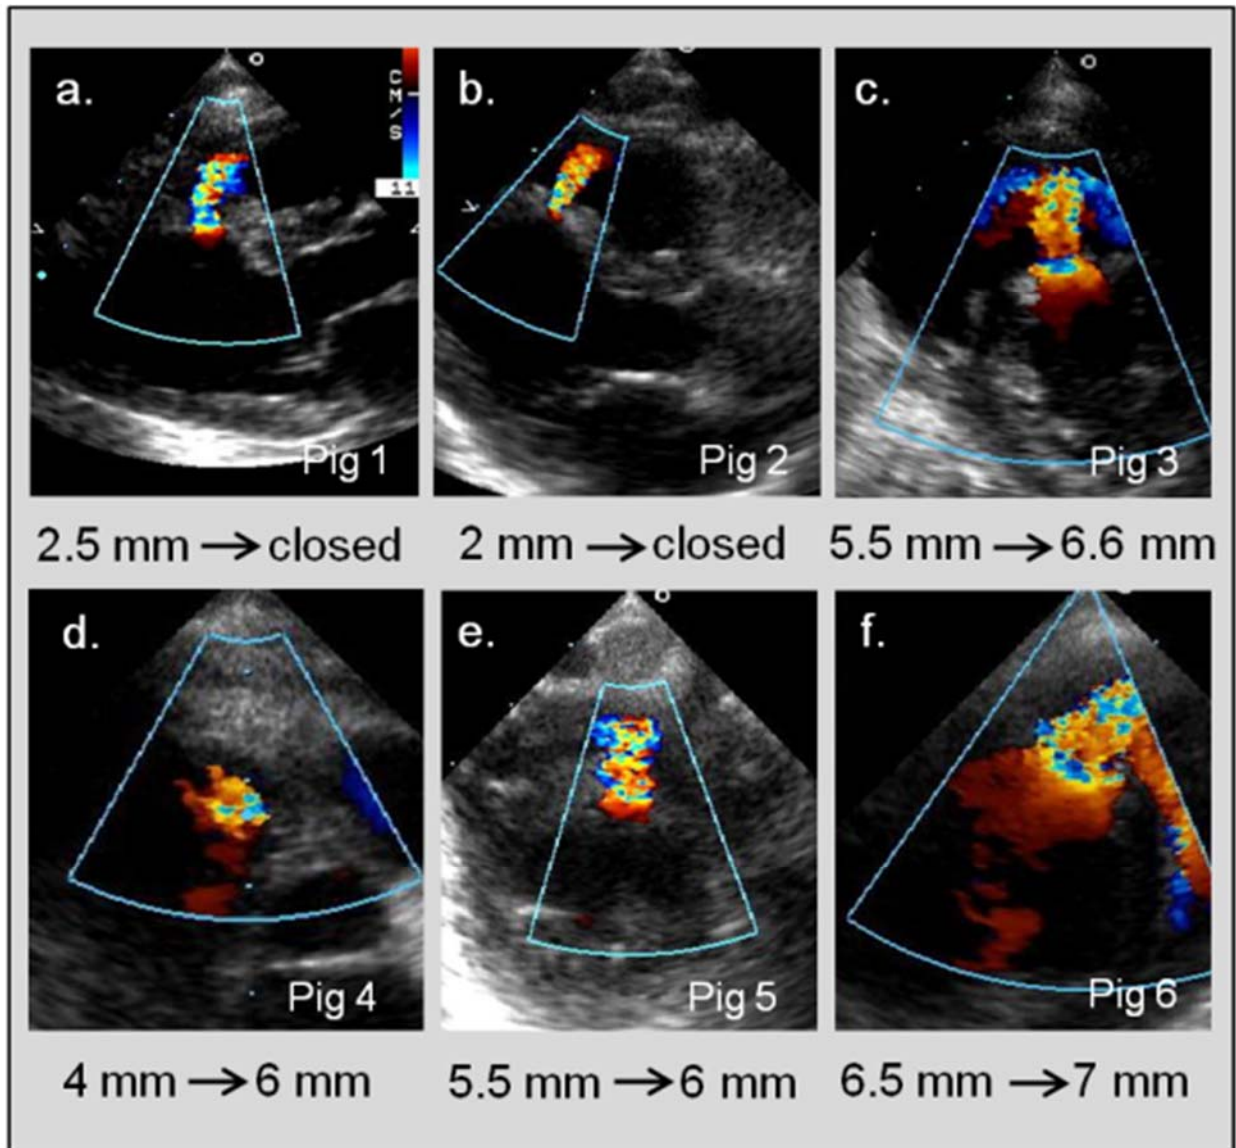 a.
C
M
/
S
11
Pig 1
b.
Pig 2
c.
Pig 3
2.5 mm → closed
2 mm → closed
5.5 mm → 6.6 mm
d.
Pig 4
e.
Pig 5
f.
Pig 6
4 mm → 6 mm
5.5 mm → 6 mm
6.5 mm → 7 mm